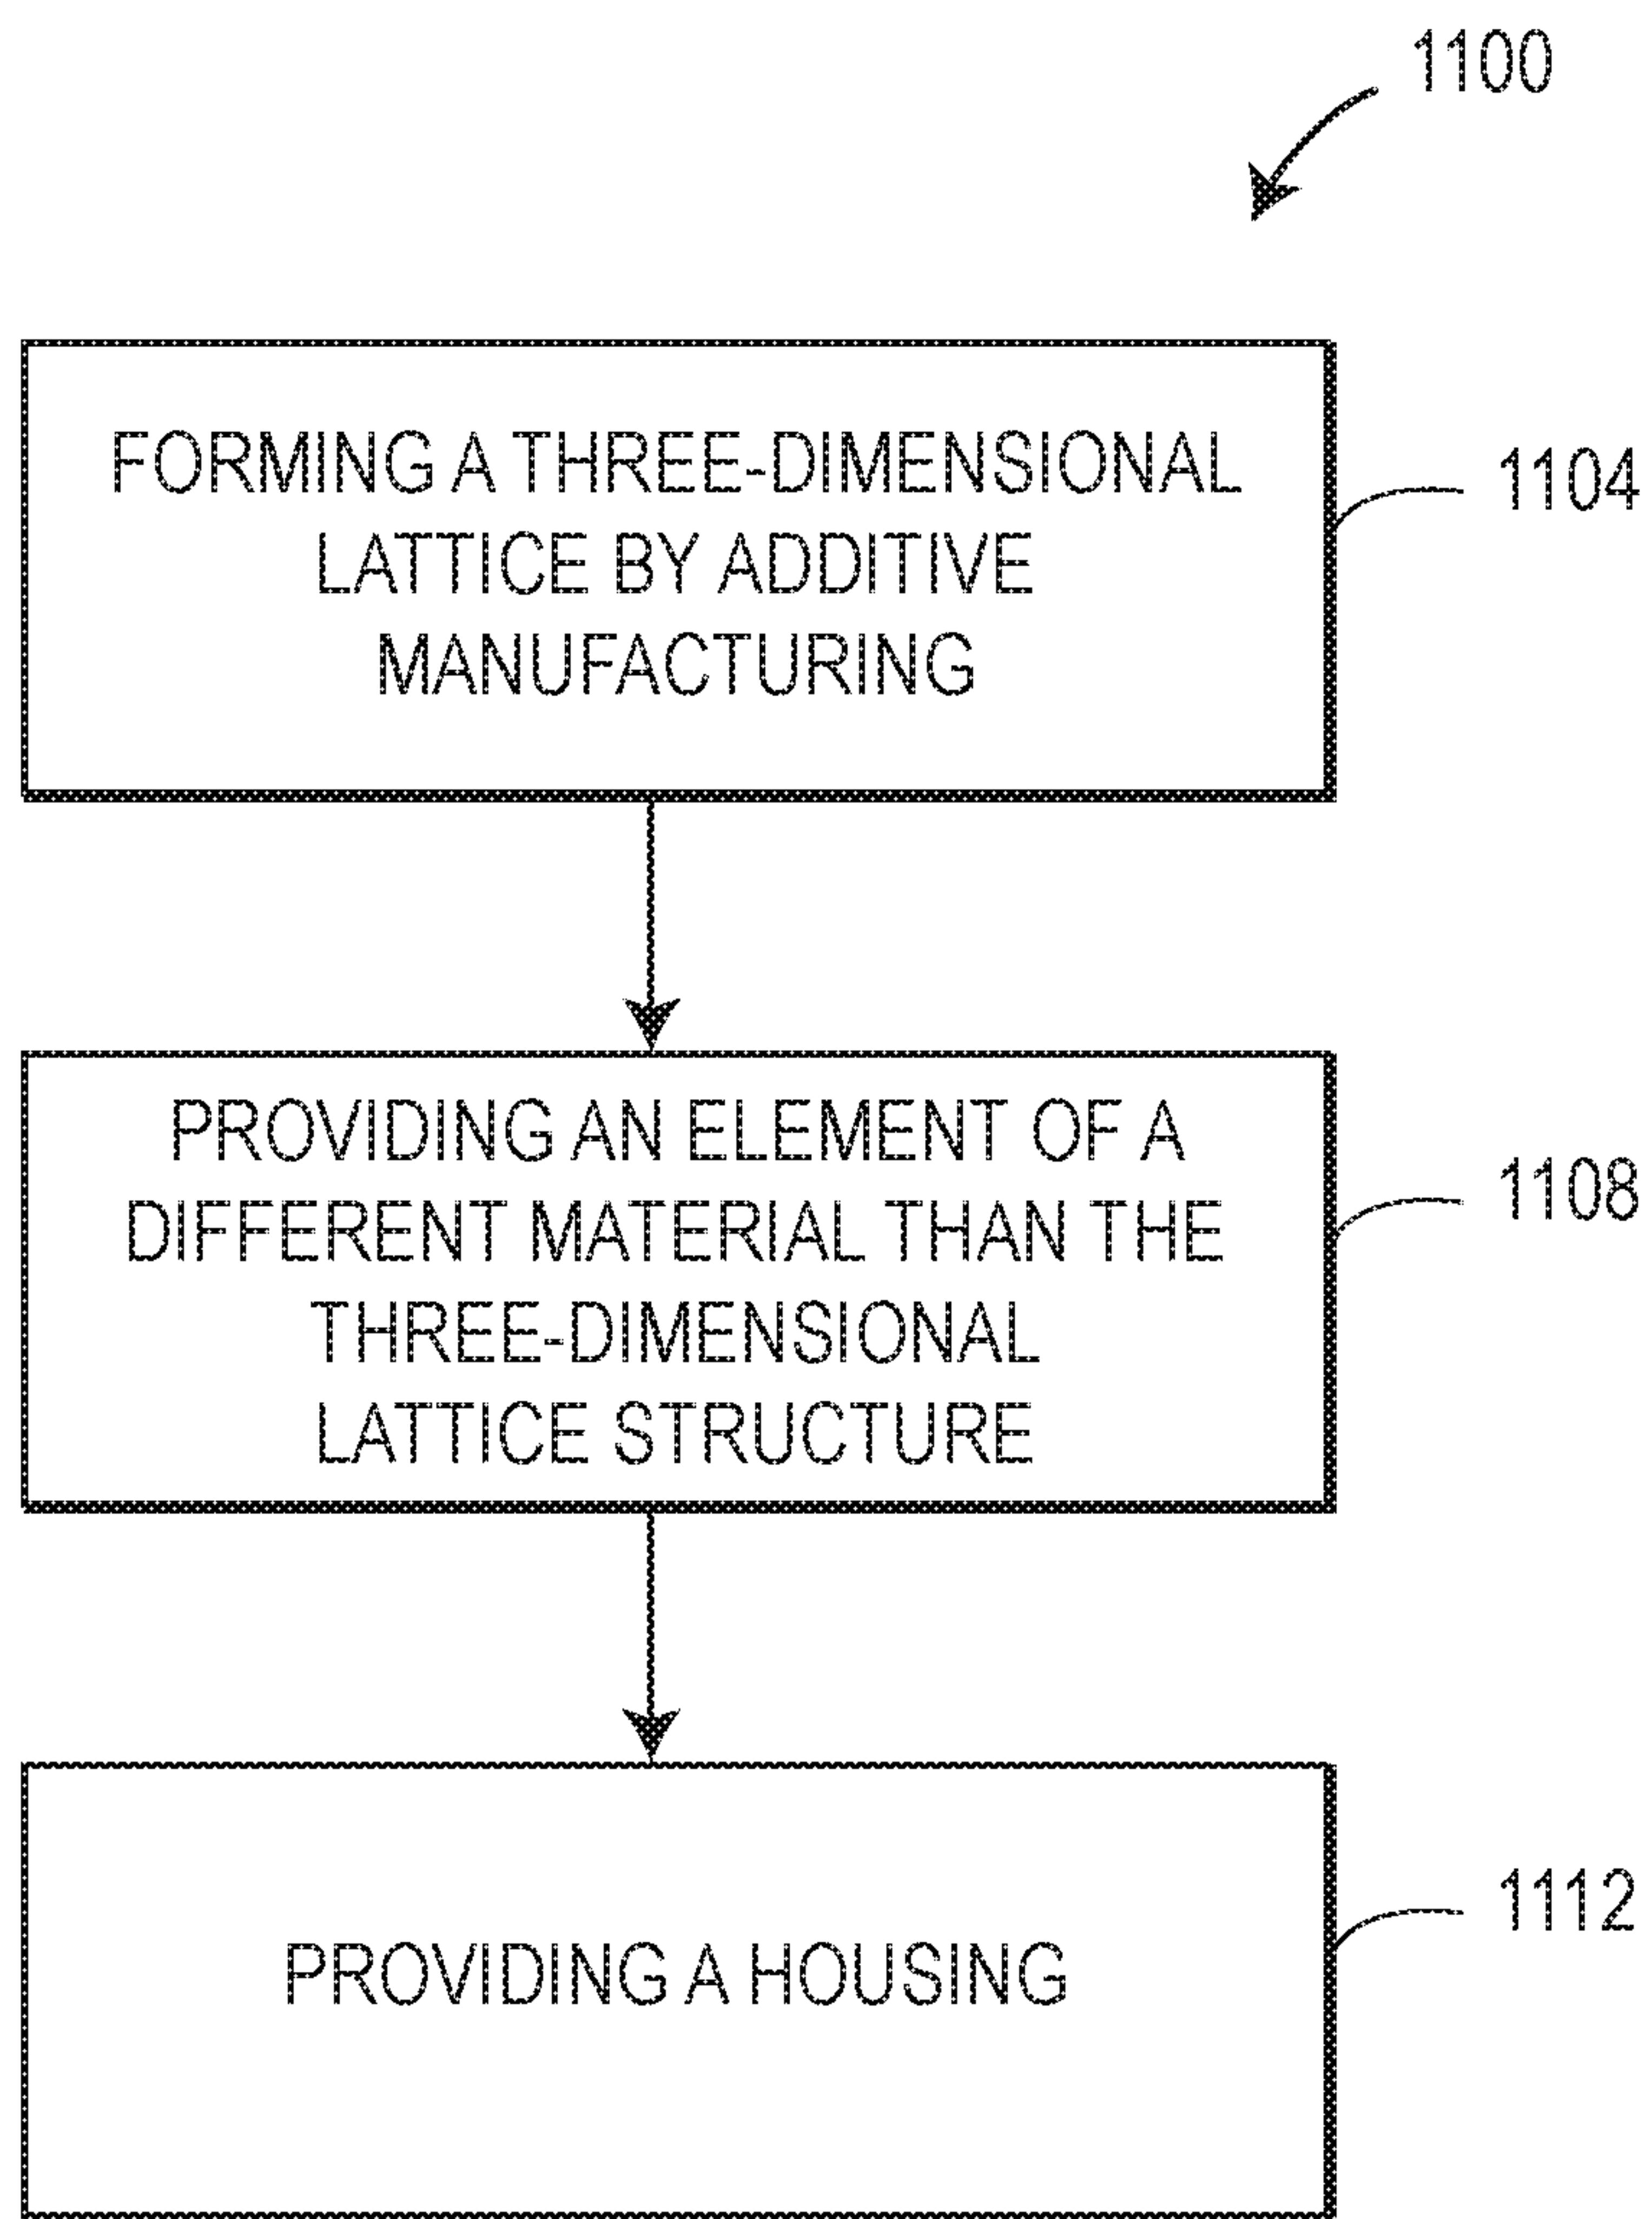 1100
FORMING A THREE-DIMENSIONAL
LATTICE BY ADDITIVE
MANUFACTURING
1104
PROVIDING AN ELEMENT OF A
DIFFERENT MATERIAL THAN THE
THREE-DIMENSIONAL
LATTICE STRUCTURE
1108
PROVIDING A HOUSING
1112